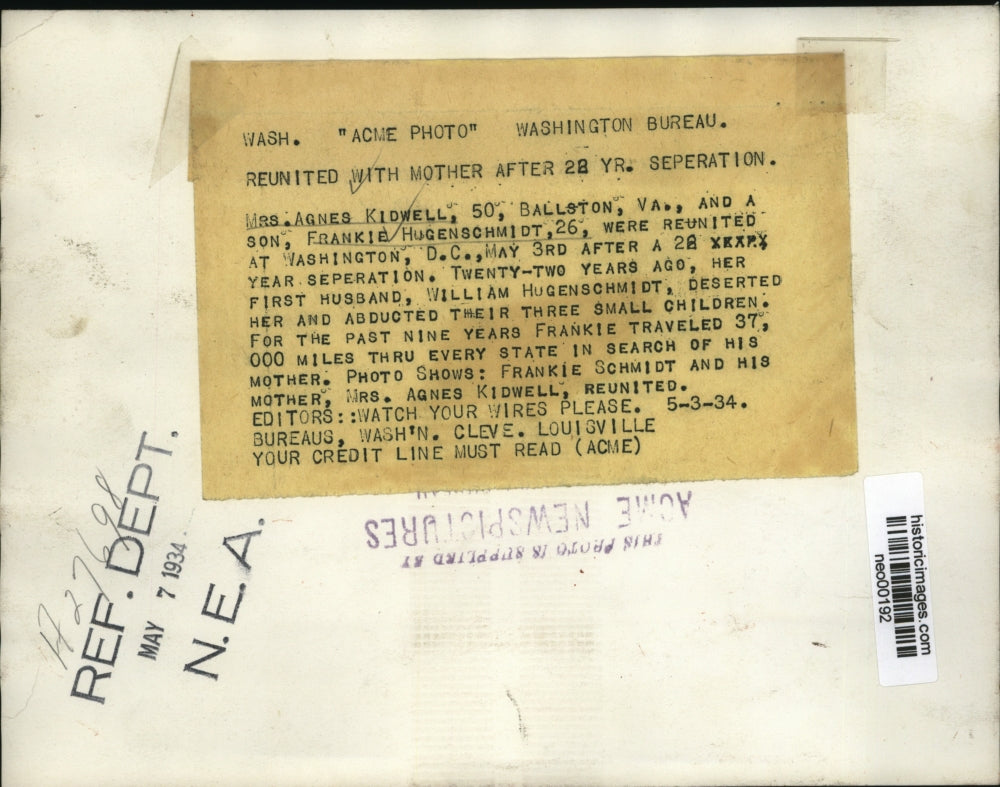 WASH. "ACME PHOTO" WASHINGTON BUREAU.
REUNITED WITH MOTHER AFTER 22 YR. SEPERATION.
MRS. AGNES KIDWELL, 50, BALLSTON, VA., AND A
SON, FRANKIE HUGENSCHMIDT, 26, WERE REUNITED
AT WASHINGTON, D.C., MAY 3RD AFTER A 22
YEAR SEPERATION. TWENTY-TWO YEARS AGO, HER
FIRST HUSBAND, WILLIAM HUGENSCHMIDT, DESERTED
HER AND ABDUCTED THEIR THREE SMALL CHILDREN.
FOR THE PAST NINE YEARS FRANKIE TRAVELED 37,
000 MILES THRU EVERY STATE IN SEARCH OF HIS
MOTHER. PHOTO SHOWS: FRANKIE SCHMIDT AND HIS
MOTHER, MRS. AGNES KIDWELL, REUNITED.
EDITORS::WATCH YOUR WIRES PLEASE. 5-3-34.
BUREAUS, WASH'N. CLEVE. LOUISVILLE
YOUR CREDIT LINE MUST READ (ACME)
THIS PHOTO IS SUPPLIED BY
ACME NEWSPICTURES
REF. DEPT.
MAY 7 1934
N.E.A.
historicimages.com
neo00192